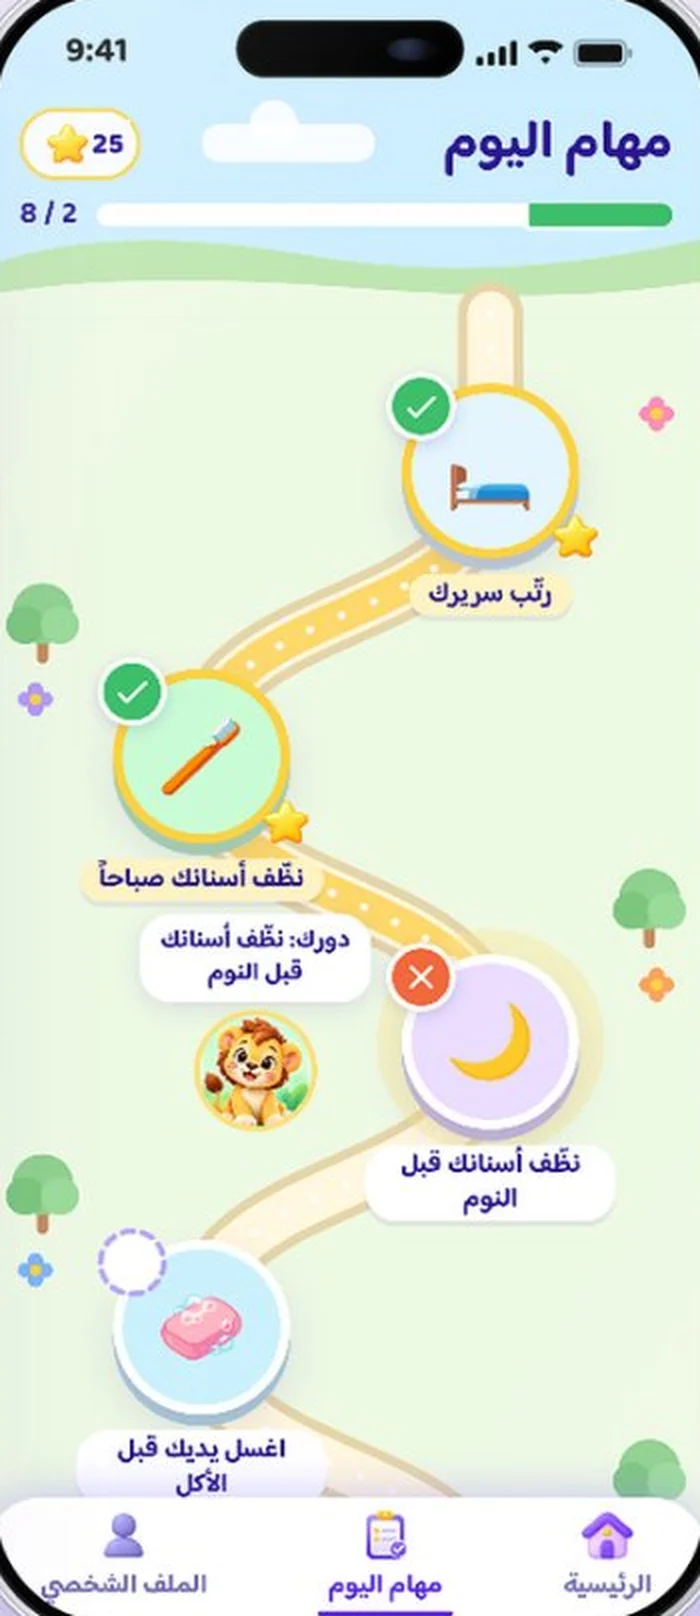 9:41
مهام اليوم
25
8 / 2
رتّب سريرك
نظّف أسنانك صباحاً
دورك: نظّف أسنانك
قبل النوم
نظّف أسنانك قبل
النوم
اغسل يديك قبل
الأكل
الرئيسية
مهام اليوم
الملف الشخصي